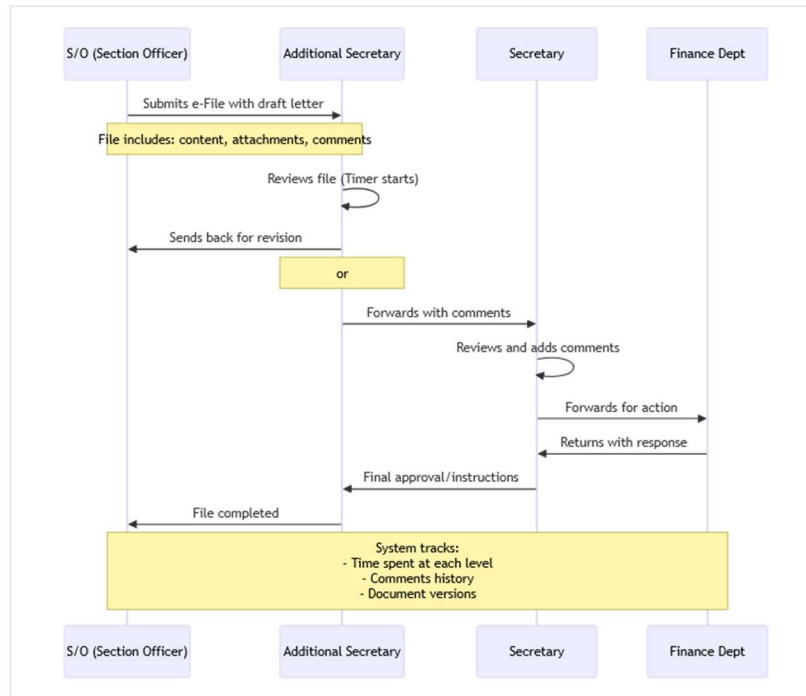 S/O (Section Officer)
Additional Secretary
Secretary
Finance Dept
Submits e-File with draft letter
File includes: content, attachments, comments
Reviews file (Timer starts)
Sends back for revision
or
Forwards with comments
Reviews and adds comments
Forwards for action
Returns with response
Final approval/instructions
File completed
System tracks:
- Time spent at each level
- Comments history
- Document versions
S/O (Section Officer)
Additional Secretary
Secretary
Finance Dept